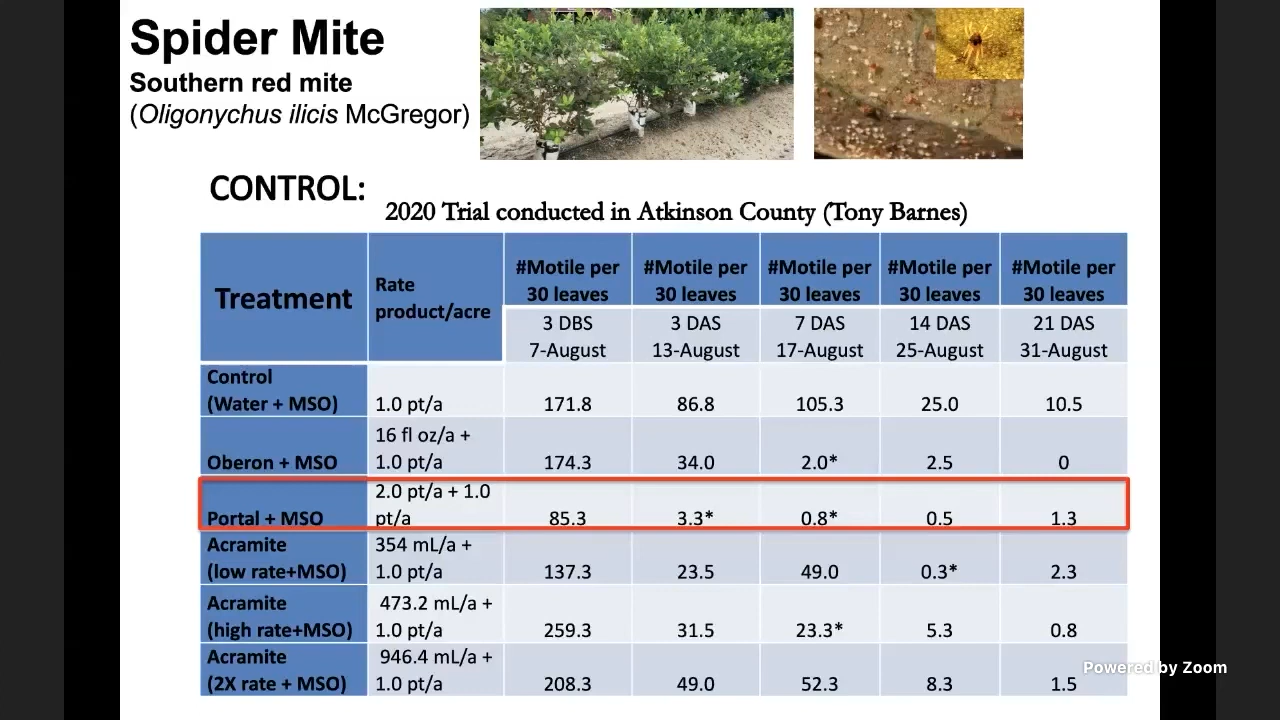 Spider Mite
Southern red mite
(Oligonychus ilicis McGregor)
CONTROL:
2020 Trial conducted in Atkinson County (Tony Barnes)
Treatment
Rate
product/acre
#Motile per
30 leaves
#Motile per
30 leaves
#Motile per
30 leaves
#Motile per
30 leaves
#Motile per
30 leaves
3 DBS
7-August
3 DAS
13-August
7 DAS
17-August
14 DAS
25-August
21 DAS
31-August
Control
(Water + MSO)
1.0 pt/a
171.8
86.8
105.3
25.0
10.5
Oberon + MSO
16 fl oz/a +
1.0 pt/a
174.3
34.0
2.0*
2.5
0
Portal + MSO
2.0 pt/a + 1.0
pt/a
85.3
3.3*
0.8*
0.5
1.3
Acramite
(low rate+MSO)
354 mL/a +
1.0 pt/a
137.3
23.5
49.0
0.3*
2.3
Acramite
(high rate+MSO)
473.2 mL/a +
1.0 pt/a
259.3
31.5
23.3*
5.3
0.8
Acramite
(2X rate + MSO)
946.4 mL/a +
1.0 pt/a
208.3
49.0
52.3
8.3
1.5
Powered by Zoom